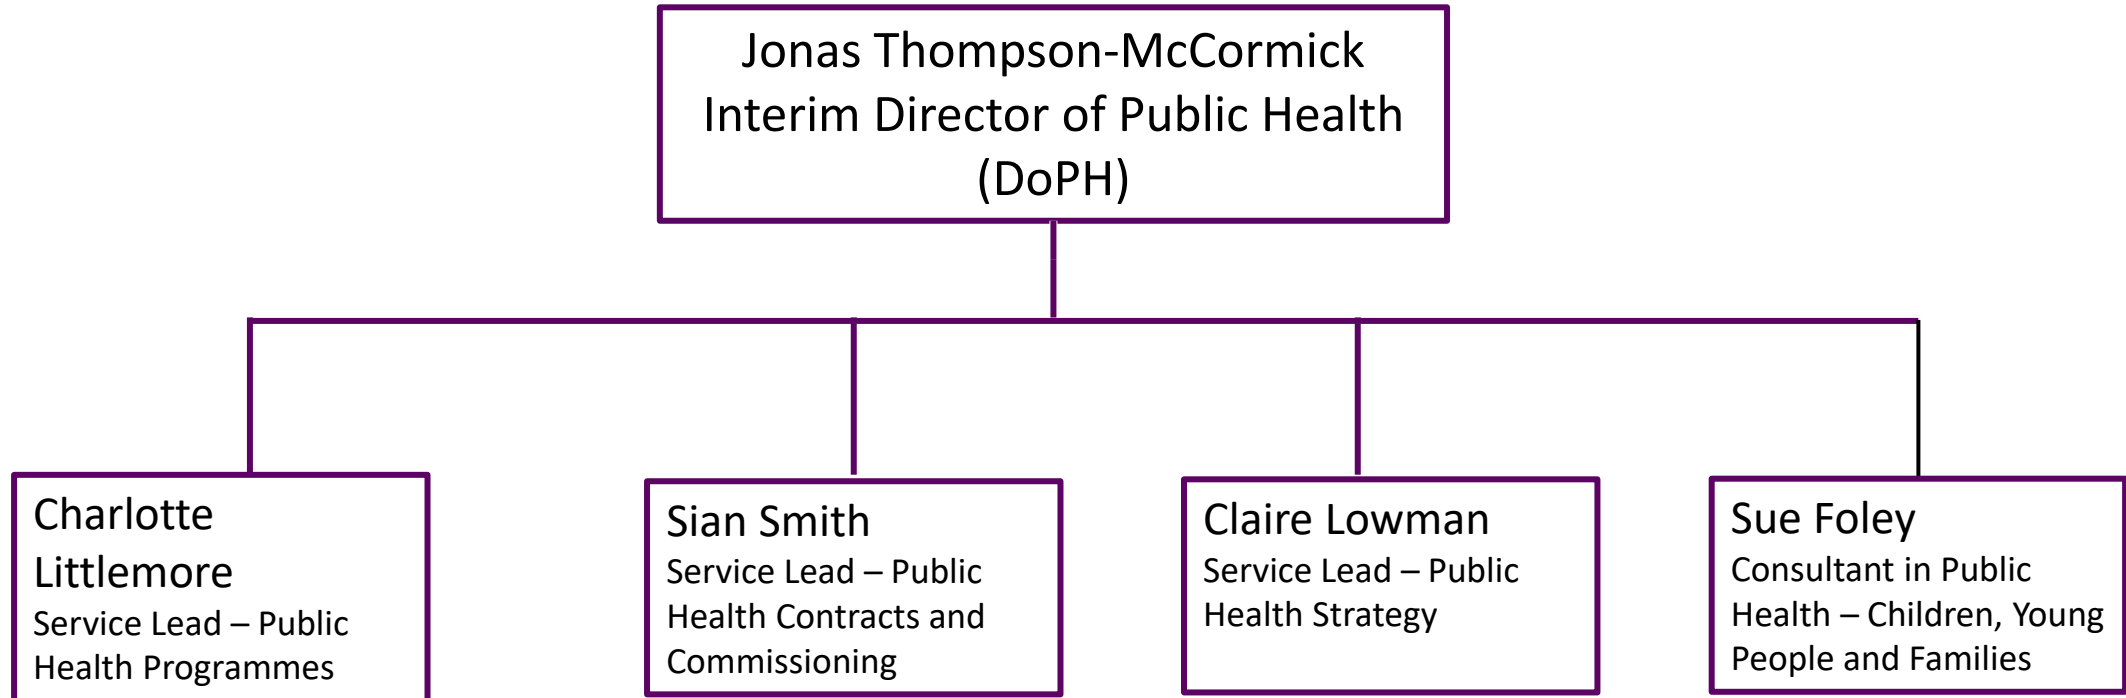 Jonas Thompson-McCormick
Interim Director of Public Health
(DoPH)
Charlotte
Littlemore
Service Lead – Public
Health Programmes
Sian Smith
Service Lead – Public
Health Contracts and
Commissioning
Claire Lowman
Service Lead – Public
Health Strategy
Sue Foley
Consultant in Public
Health – Children, Young
People and Families